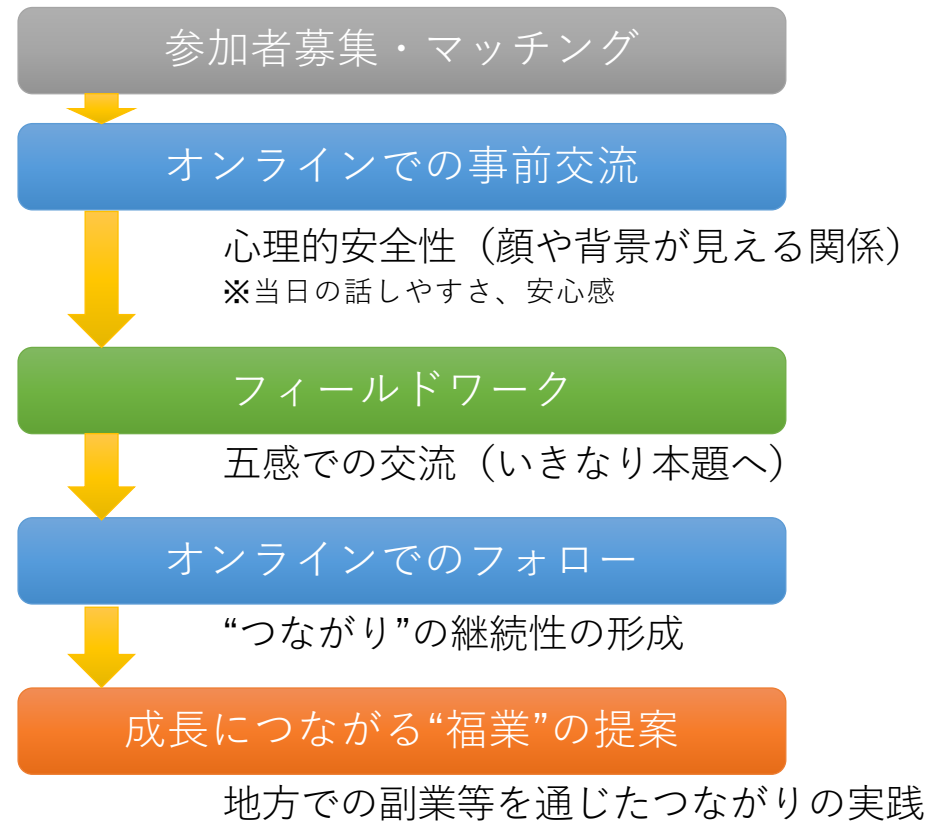 参加者募集・マッチング
オンラインでの事前交流
心理的安全性（顔や背景が見える関係）
※当日の話しやすさ、安心感
フィールドワーク
五感での交流（いきなり本題へ）
オンラインでのフォロー
“つながり”の継続性の形成
成長につながる“福業”の提案
地方での副業等を通じたつながりの実践